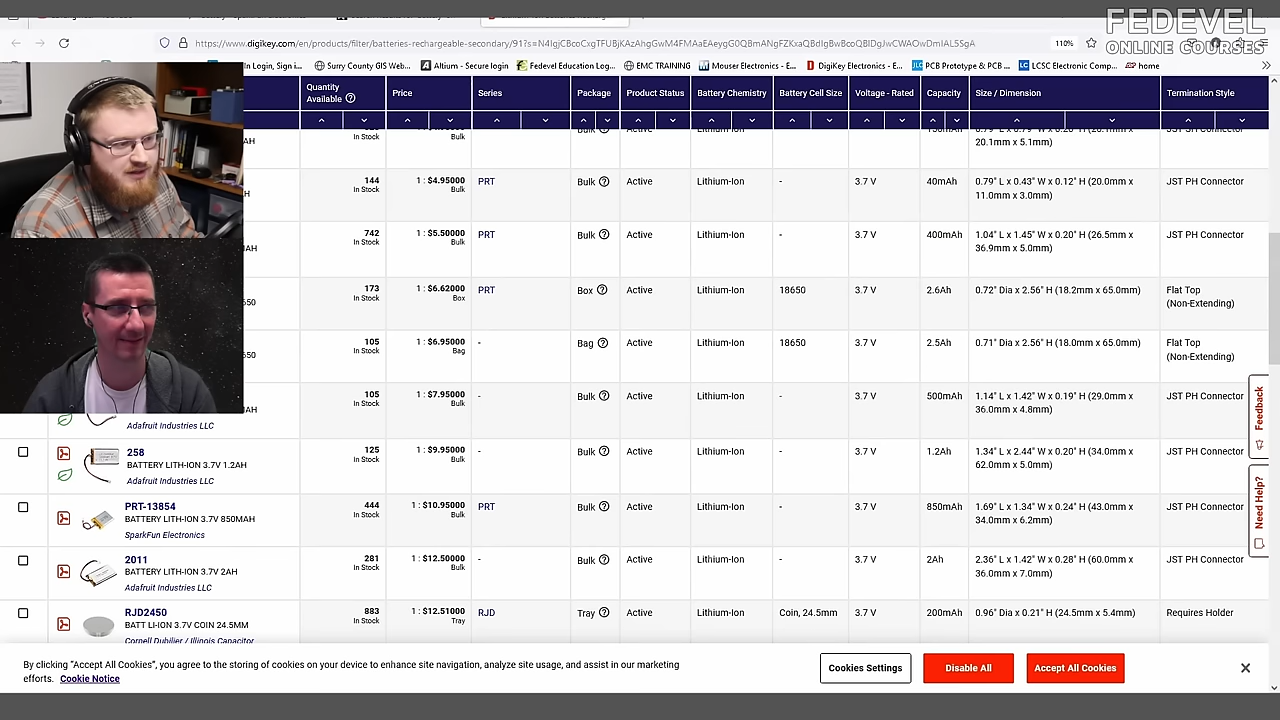 FEDEVEL
ONLINE COURSES
https://www.digikey.com/en/products/filter/batteries-rechargeable-secondary/91?s=
110%
In Login, Sign i...
Surry County GIS Web...
Altium - Secure login
Fedevel Education Log...
EMC TRAINING
Mouser Electronics - E...
DigiKey Electronics - E...
PCB Prototype & PCB ...
LCSC Electronic Comp...
home
Quantity Available
Price
Series
Package
Product Status
Battery Chemistry
Battery Cell Size
Voltage - Rated
Capacity
Size / Dimension
Termination Style
AH
In Stock
Bulk
Bulk
20.1mm x 5.1mm)
H
144
In Stock
1 : $4.95000
Bulk
PRT
Bulk
Active
Lithium-Ion
-
3.7 V
40mAh
0.79" L x 0.43" W x 0.12" H (20.0mm x
11.0mm x 3.0mm)
JST PH Connector
AH
742
In Stock
1 : $5.50000
Bulk
PRT
Bulk
Active
Lithium-Ion
-
3.7 V
400mAh
1.04" L x 1.45" W x 0.20" H (26.5mm x
36.9mm x 5.0mm)
JST PH Connector
650
173
In Stock
1 : $6.62000
Box
PRT
Box
Active
Lithium-Ion
18650
3.7 V
2.6Ah
0.72" Dia x 2.56" H (18.2mm x 65.0mm)
Flat Top
(Non-Extending)
650
105
In Stock
1 : $6.95000
Bag
-
Bag
Active
Lithium-Ion
18650
3.7 V
2.5Ah
0.71" Dia x 2.56" H (18.0mm x 65.0mm)
Flat Top
(Non-Extending)
AH
Adafruit Industries LLC
105
In Stock
1 : $7.95000
Bulk
-
Bulk
Active
Lithium-Ion
-
3.7 V
500mAh
1.14" L x 1.42" W x 0.19" H (29.0mm x
36.0mm x 4.8mm)
JST PH Connector
258
BATTERY LITH-ION 3.7V 1.2AH
Adafruit Industries LLC
125
In Stock
1 : $9.95000
Bulk
-
Bulk
Active
Lithium-Ion
-
3.7 V
1.2Ah
1.34" L x 2.44" W x 0.20" H (34.0mm x
62.0mm x 5.0mm)
JST PH Connector
PRT-13854
BATTERY LITH-ION 3.7V 850MAH
SparkFun Electronics
444
In Stock
1 : $10.95000
Bulk
PRT
Bulk
Active
Lithium-Ion
-
3.7 V
850mAh
1.69" L x 1.34" W x 0.24" H (43.0mm x
34.0mm x 6.2mm)
JST PH Connector
2011
BATTERY LITH-ION 3.7V 2AH
Adafruit Industries LLC
281
In Stock
1 : $12.50000
Bulk
-
Bulk
Active
Lithium-Ion
-
3.7 V
2Ah
2.36" L x 1.42" W x 0.28" H (60.0mm x
36.0mm x 7.0mm)
JST PH Connector
RJD2450
BATT LI-ION 3.7V COIN 24.5MM
Cornell Dubilier / Illinois Capacitor
883
In Stock
1 : $12.51000
Tray
RJD
Tray
Active
Lithium-Ion
Coin, 24.5mm
3.7 V
200mAh
0.96" Dia x 0.21" H (24.5mm x 5.4mm)
Requires Holder
Feedback
Need Help?
By clicking "Accept All Cookies", you agree to the storing of cookies on your device to enhance site navigation, analyze site usage, and assist in our marketing
efforts. Cookie Notice
Cookies Settings
Disable All
Accept All Cookies